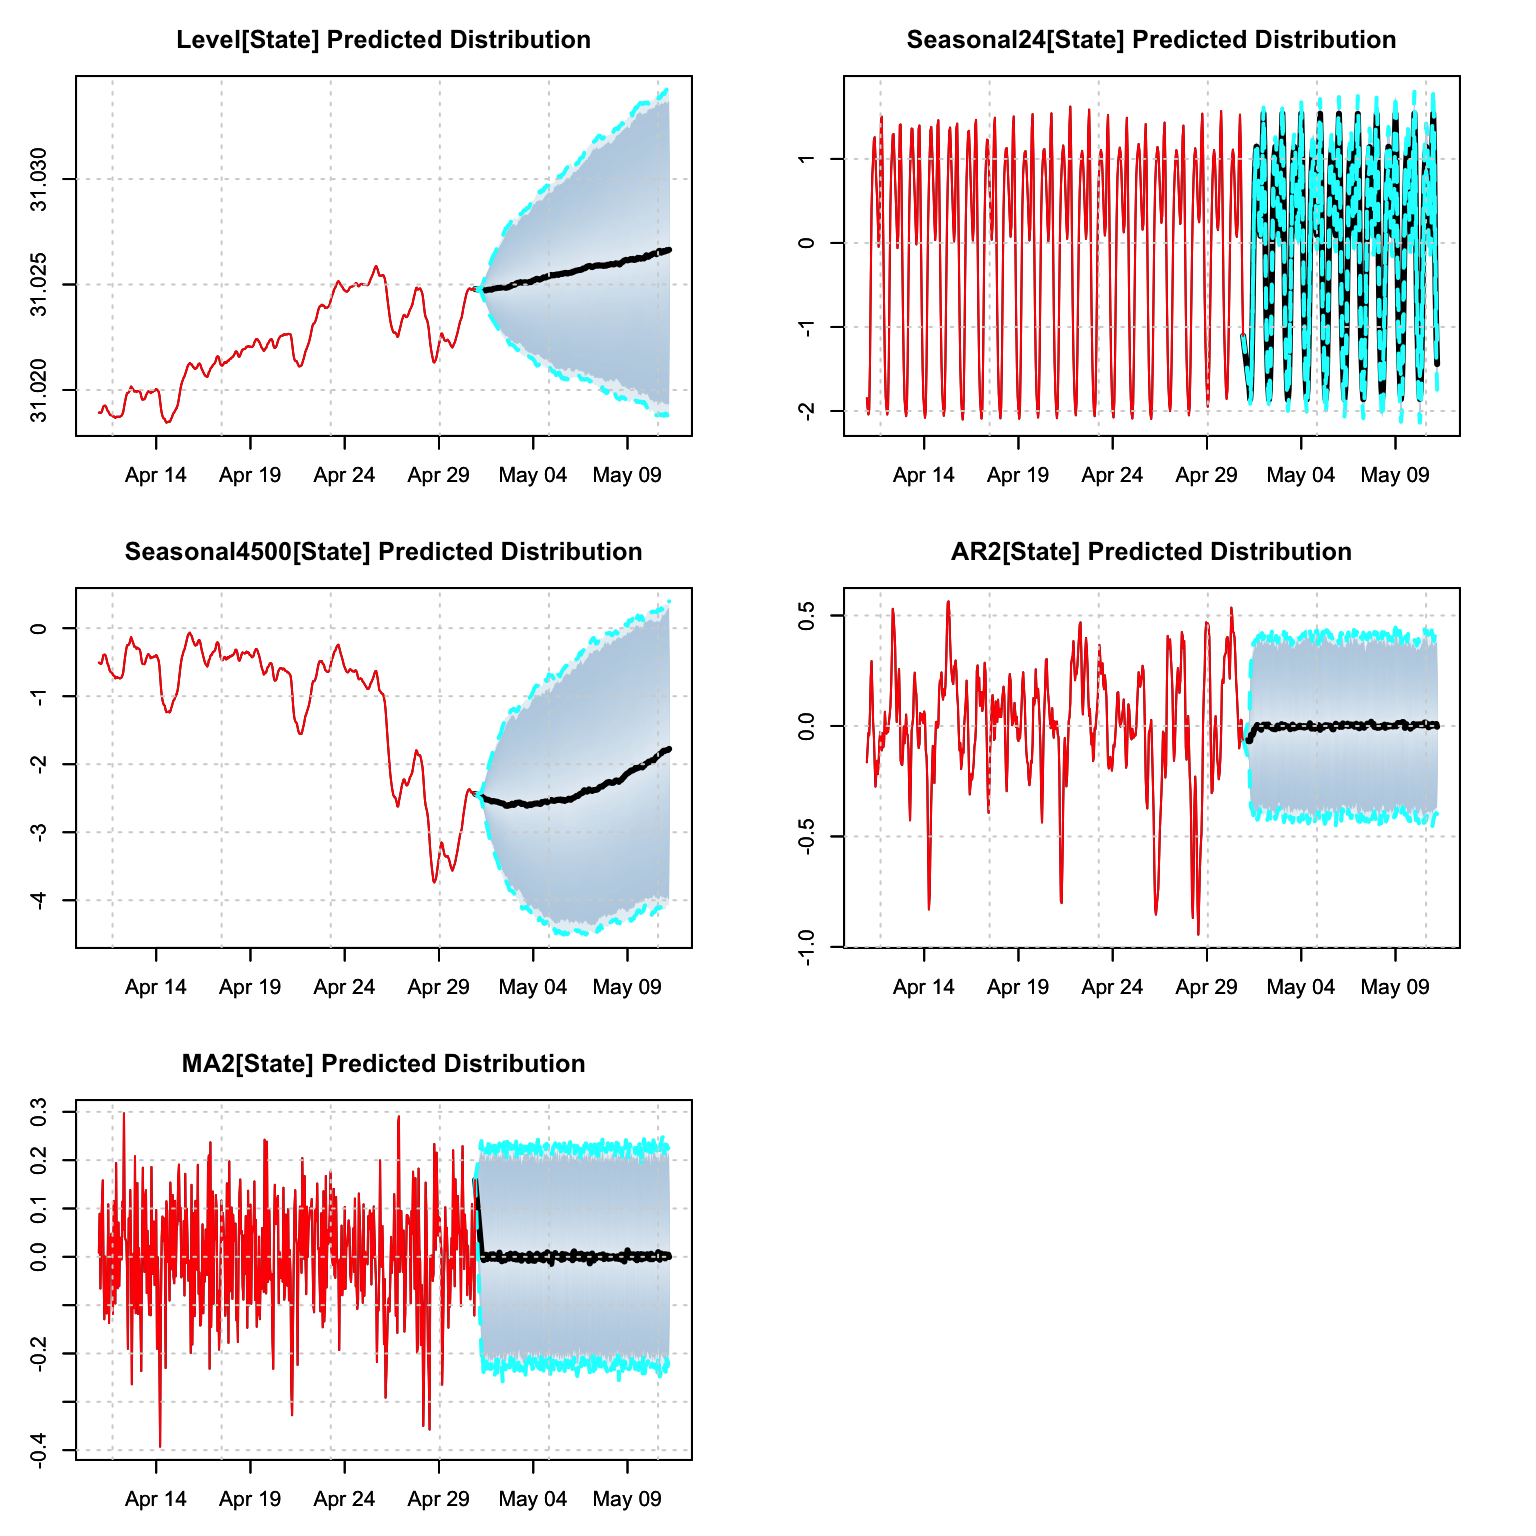 Level[State] Predicted Distribution
31.030
31.025
31.020
Apr 14 Apr 19 Apr 24 Apr 29 May 04 May 09
Seasonal24[State] Predicted Distribution
1
0
-1
-2
Apr 14 Apr 19 Apr 24 Apr 29 May 04 May 09
Seasonal4500[State] Predicted Distribution
0
-1
-2
-3
-4
Apr 14 Apr 19 Apr 24 Apr 29 May 04 May 09
AR2[State] Predicted Distribution
0.5
0.0
-0.5
-1.0
Apr 14 Apr 19 Apr 24 Apr 29 May 04 May 09
MA2[State] Predicted Distribution
0.3
0.2
0.1
0.0
-0.2
-0.4
Apr 14 Apr 19 Apr 24 Apr 29 May 04 May 09